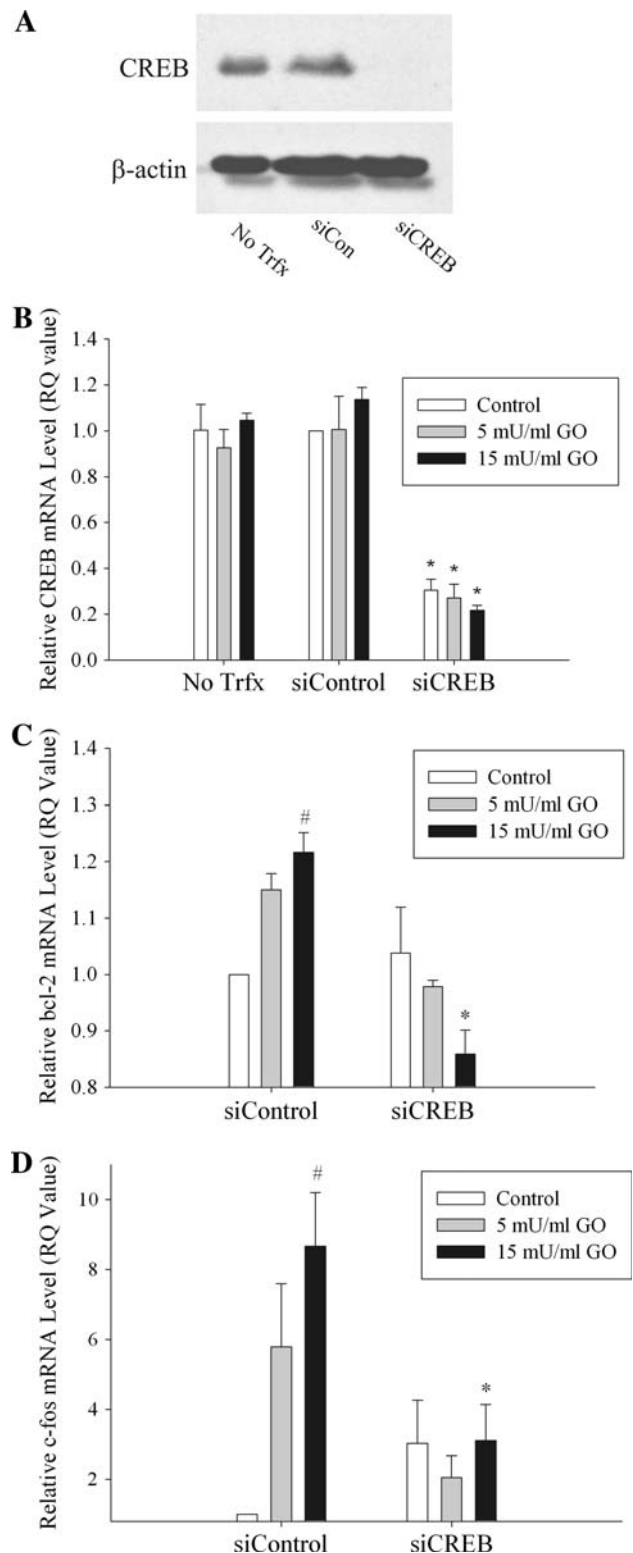 A
CREB
β-actin
No Trfx
siCon
siCREB
B
Relative CREB mRNA Level (RQ value)
1.4
1.2
1.0
0.8
0.6
0.4
0.2
0.0
Control
5 mU/ml GO
15 mU/ml GO
* * *
No Trfx siControl siCREB
C
Relative bcl-2 mRNA Level (RQ Value)
1.4
1.3
1.2
1.1
1.0
0.9
0.8
Control
5 mU/ml GO
15 mU/ml GO
#
*
siControl siCREB
D
Relative c-fos mRNA Level (RQ Value)
10
8
6
4
2
Control
5 mU/ml GO
15 mU/ml GO
#
*
siControl siCREB